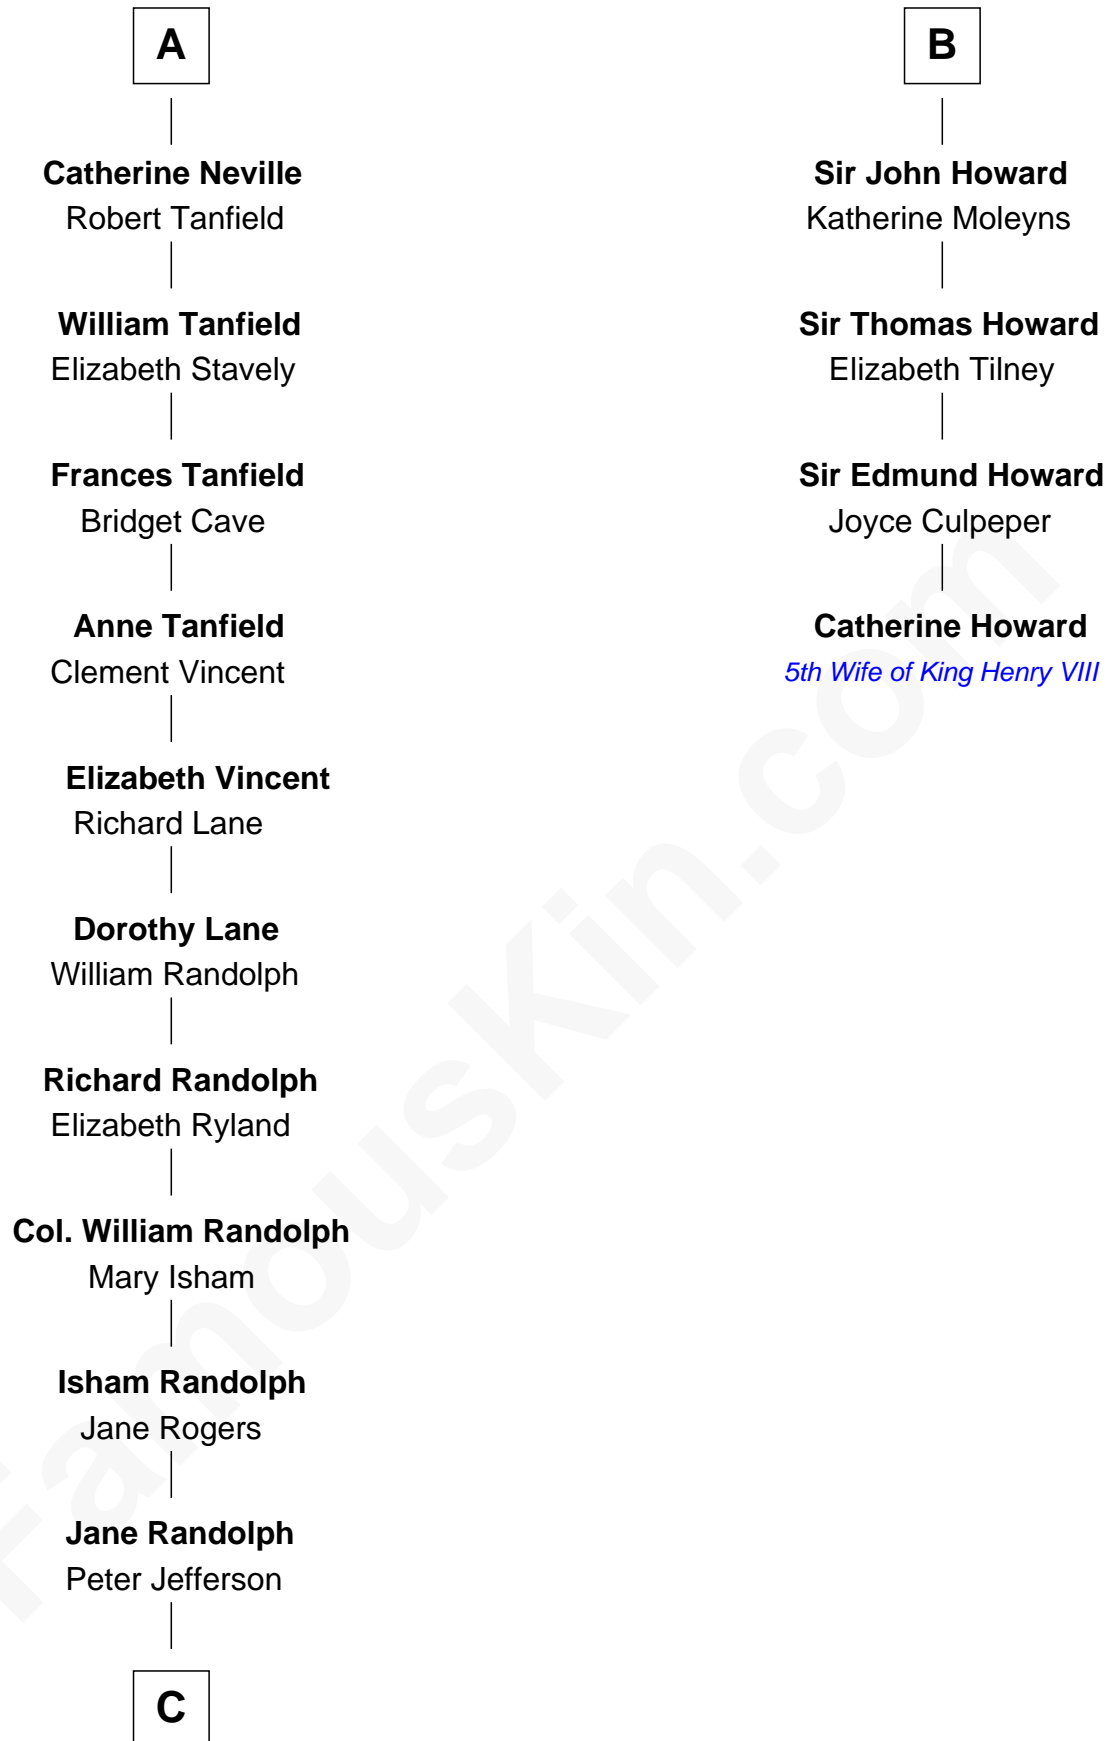 A
Catherine Neville
Robert Tanfield
William Tanfield
Elizabeth Stavely
Frances Tanfield
Bridget Cave
Anne Tanfield
Clement Vincent
Elizabeth Vincent
Richard Lane
Dorothy Lane
William Randolph
Richard Randolph
Elizabeth Ryland
Col. William Randolph
Mary Isham
Isham Randolph
Jane Rogers
Jane Randolph
Peter Jefferson
C
B
Sir John Howard
Katherine Moleyns
Sir Thomas Howard
Elizabeth Tilney
Sir Edmund Howard
Joyce Culpeper
Catherine Howard
5th Wife of King Henry VIII
FamousKin.com